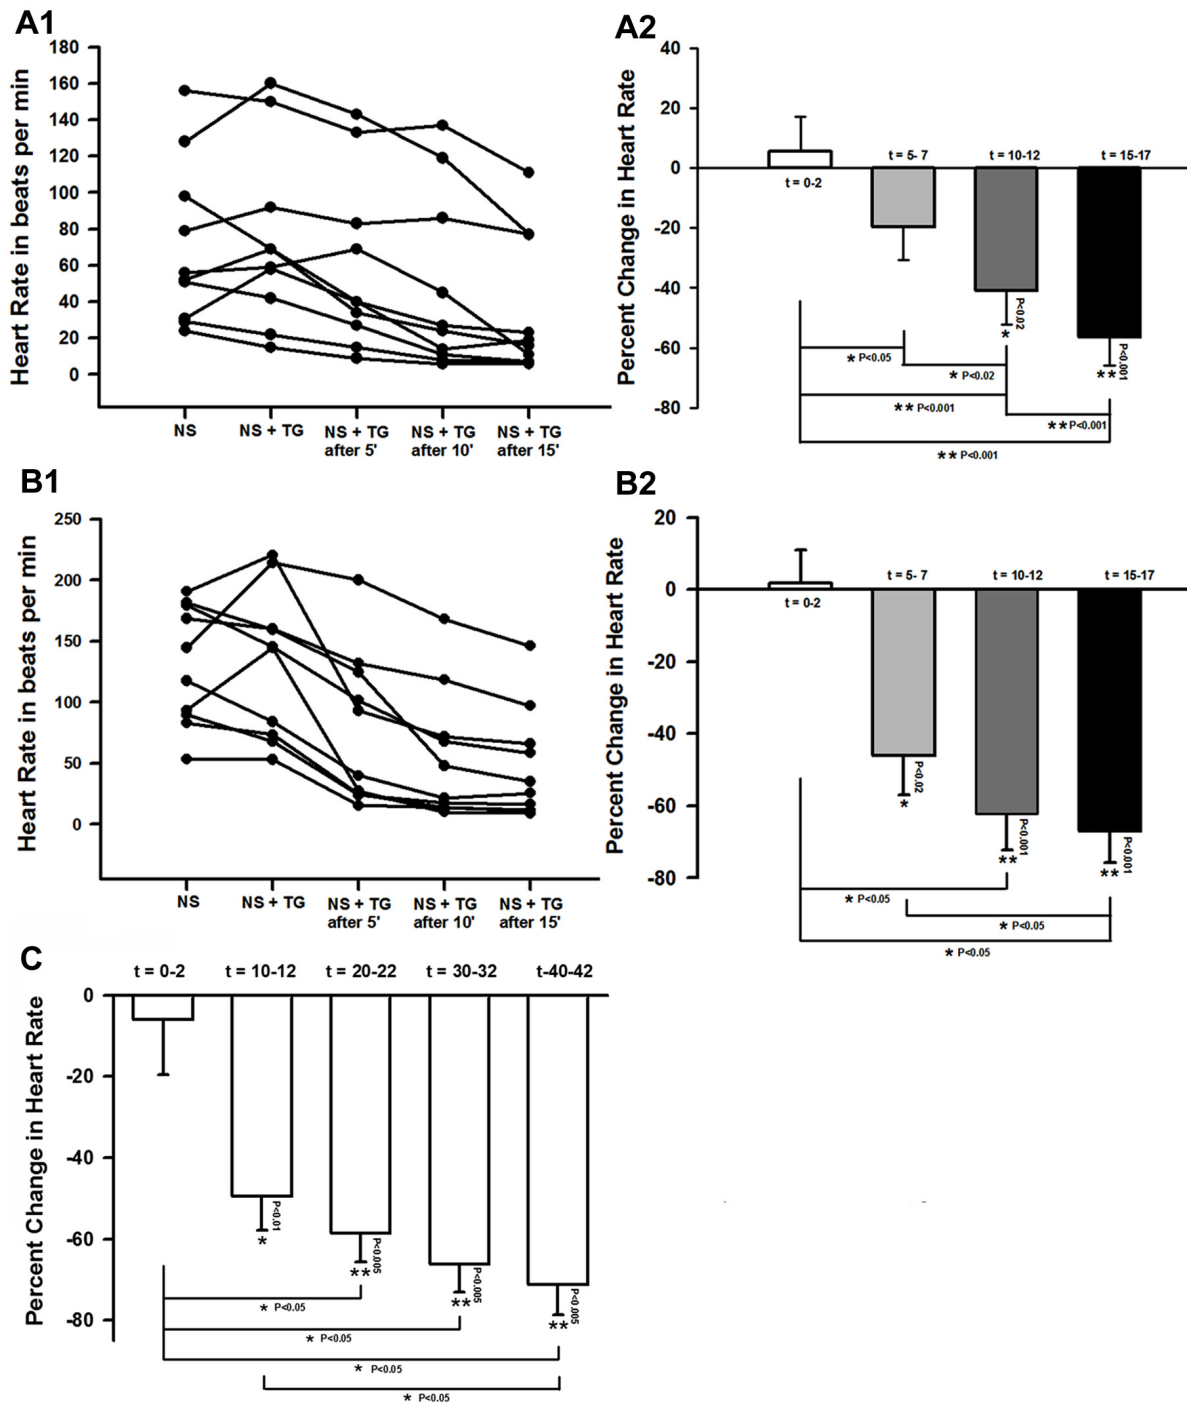 A1
Heart Rate in beats per min
180
160
140
120
100
80
60
40
20
0
NS
NS + TG
NS + TG
after 5'
NS + TG
after 10'
NS + TG
after 15'
A2
Percent Change in Heart Rate
40
20
0
-20
-40
-60
-80
t = 0-2
t = 5- 7
t = 10-12
t = 15-17
P<0.02
*
P<0.001
**
* P<0.05
* P<0.02
** P<0.001
** P<0.001
** P<0.001
B1
Heart Rate in beats per min
250
200
150
100
50
0
NS
NS + TG
NS + TG
after 5'
NS + TG
after 10'
NS + TG
after 15'
B2
Percent Change in Heart Rate
20
0
-20
-40
-60
-80
t = 0-2
t = 5- 7
t = 10-12
t = 15-17
P<0.02
*
P<0.001
**
P<0.001
**
* P<0.05
* P<0.05
* P<0.05
C
Percent Change in Heart Rate
t = 0-2
t = 10-12
t = 20-22
t = 30-32
t-40-42
0
-20
-40
-60
-80
P<0.01
*
P<0.005
**
P<0.005
**
P<0.005
**
* P<0.05
* P<0.05
* P<0.05
* P<0.05